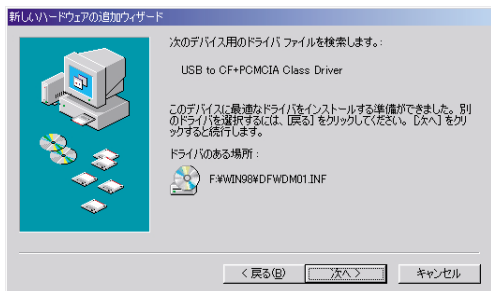 新しいハードウェアの追加ウィザード
次のデバイス用のドライバ ファイルを検索します。:
USB to CF+PCMCIA Class Driver
このデバイスに最適なドライバをインストールする準備ができました。別
のドライバを選択するには、[戻る] をクリックしてください。[次へ] をクリ
ックすると続行します。
ドライバのある場所 :
F:¥WIN98¥DFWDM01.INF
< 戻る(B)
次へ >
キャンセル